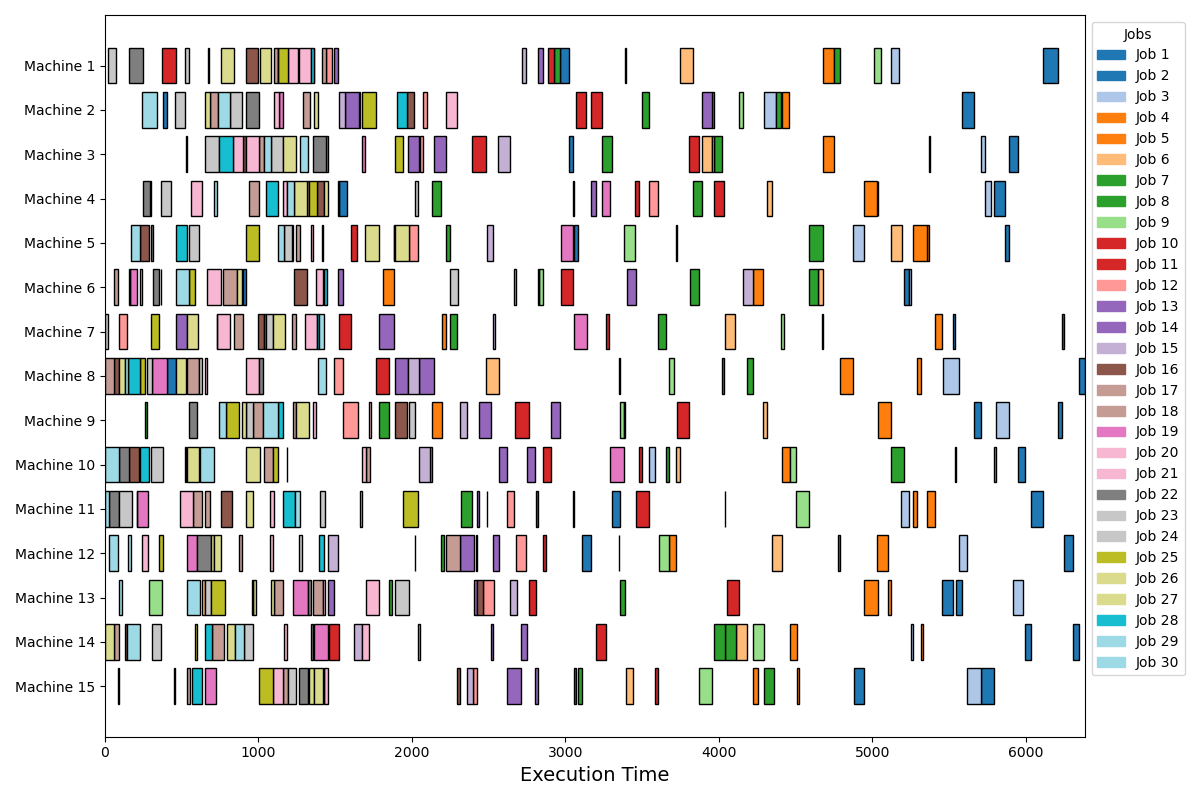 Machine 1
Machine 2
Machine 3
Machine 4
Machine 5
Machine 6
Machine 7
Machine 8
Machine 9
Machine 10
Machine 11
Machine 12
Machine 13
Machine 14
Machine 15
0 1000 2000 3000 4000 5000 6000
Execution Time
Jobs
Job 1
Job 2
Job 3
Job 4
Job 5
Job 6
Job 7
Job 8
Job 9
Job 10
Job 11
Job 12
Job 13
Job 14
Job 15
Job 16
Job 17
Job 18
Job 19
Job 20
Job 21
Job 22
Job 23
Job 24
Job 25
Job 26
Job 27
Job 28
Job 29
Job 30